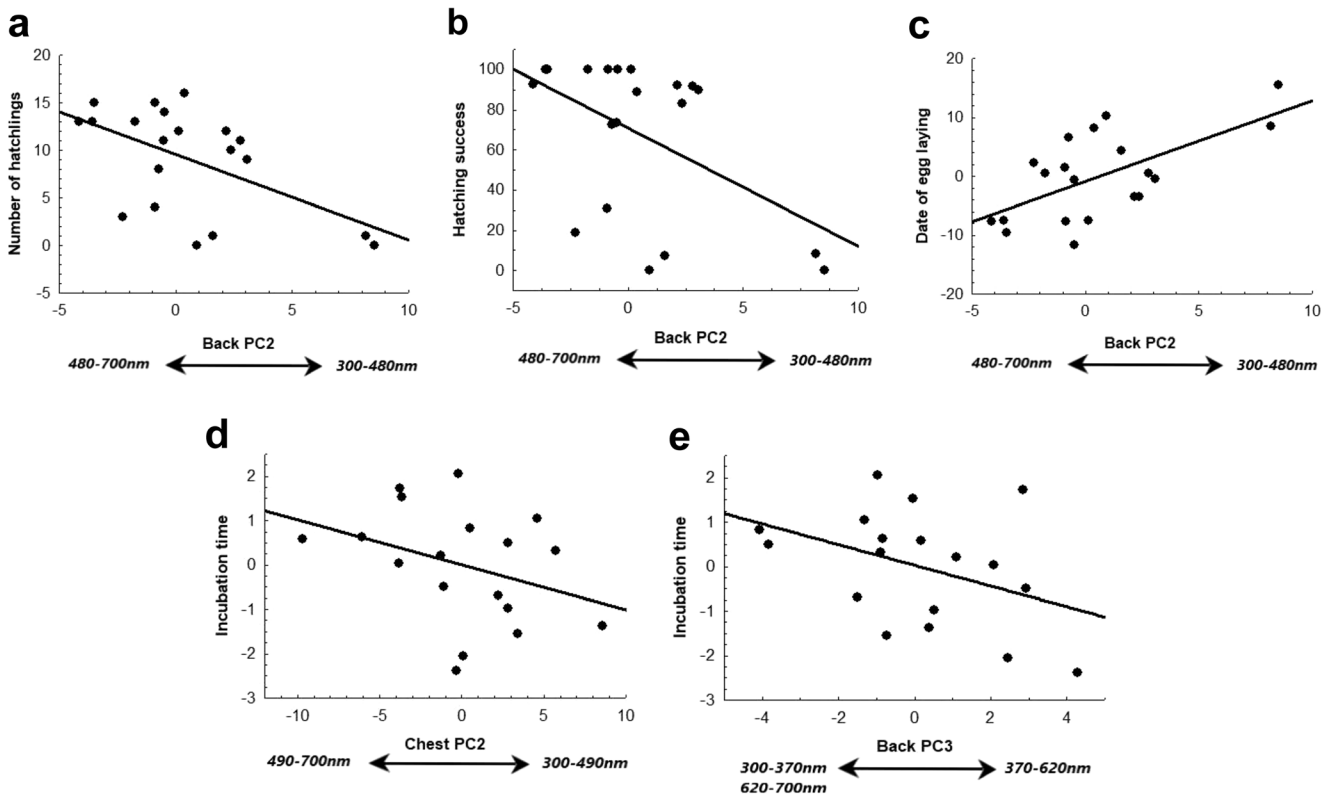 a
Number of hatchlings
20
15
10
5
0
-5
-5 0 5 10
Back PC2
480-700nm 300-480nm
b
Hatching success
100
80
60
40
20
0
-5 0 5 10
Back PC2
480-700nm 300-480nm
c
Date of egg laying
20
10
0
-10
-20
-5 0 5 10
Back PC2
480-700nm 300-480nm
d
Incubation time
2
1
0
-1
-2
-3
-10 -5 0 5 10
Chest PC2
490-700nm 300-490nm
e
Incubation time
2
1
0
-1
-2
-3
-4 -2 0 2 4
Back PC3
300-370nm 370-620nm
620-700nm